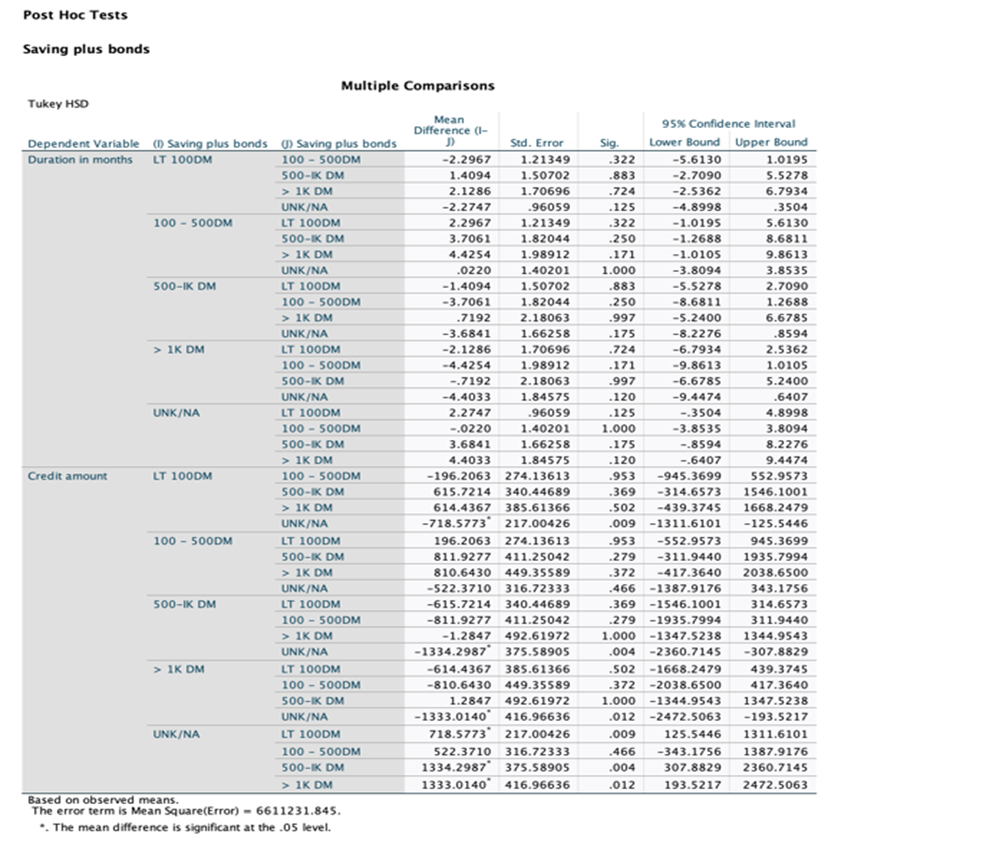 Post Hoc Tests
Saving plus bonds
Multiple Comparisons
Tukey HSD
Dependent Variable (I) Saving plus bonds (J) Saving plus bonds Mean Difference (I-J) Std. Error Sig. 95% Confidence Interval Lower Bound Upper Bound
Duration in months LT 100DM 100 - 500DM -2.2967 1.21349 .322 -5.6130 1.0195
500-IK DM 1.4094 1.50702 .883 -2.7090 5.5278
> 1K DM 2.1286 1.70696 .724 -2.5362 6.7934
UNK/NA -2.2747 .96059 .125 -4.8998 .3504
100 - 500DM LT 100DM 2.2967 1.21349 .322 -1.0195 5.6130
500-IK DM 3.7061 1.82044 .250 -1.2688 8.6811
> 1K DM 4.4254 1.98912 .171 -1.0105 9.8613
UNK/NA .0220 1.40201 1.000 -3.8094 3.8535
500-IK DM LT 100DM -1.4094 1.50702 .883 -5.5278 2.7090
100 - 500DM -3.7061 1.82044 .250 -8.6811 1.2688
> 1K DM .7192 2.18063 .997 -5.2400 6.6785
UNK/NA -3.6841 1.66258 .175 -8.2276 .8594
> 1K DM LT 100DM -2.1286 1.70696 .724 -6.7934 2.5362
100 - 500DM -4.4254 1.98912 .171 -9.8613 1.0105
500-IK DM -.7192 2.18063 .997 -6.6785 5.2400
UNK/NA -4.4033 1.84575 .120 -9.4474 .6407
UNK/NA LT 100DM 2.2747 .96059 .125 -.3504 4.8998
100 - 500DM -.0220 1.40201 1.000 -3.8535 3.8094
500-IK DM 3.6841 1.66258 .175 -.8594 8.2276
> 1K DM 4.4033 1.84575 .120 -.6407 9.4474
Credit amount LT 100DM 100 - 500DM -196.2063 274.13613 .953 -945.3699 552.9573
500-IK DM 615.7214 340.44689 .369 -314.6573 1546.1001
> 1K DM 614.4367 385.61366 .502 -439.3745 1668.2479
UNK/NA -718.5773* 217.00426 .009 -1311.6101 -125.5446
100 - 500DM LT 100DM 196.2063 274.13613 .953 -552.9573 945.3699
500-IK DM 811.9277 411.25042 .279 -311.9440 1935.7994
> 1K DM 810.6430 449.35589 .372 -417.3640 2038.6500
UNK/NA -522.3710 316.72333 .466 -1387.9176 343.1756
500-IK DM LT 100DM -615.7214 340.44689 .369 -1546.1001 314.6573
100 - 500DM -811.9277 411.25042 .279 -1935.7994 311.9440
> 1K DM -1.2847 492.61972 1.000 -1347.5238 1344.9543
UNK/NA -1334.2987* 375.58905 .004 -2360.7145 -307.8829
> 1K DM LT 100DM -614.4367 385.61366 .502 -1668.2479 439.3745
100 - 500DM -810.6430 449.35589 .372 -2038.6500 417.3640
500-IK DM 1.2847 492.61972 1.000 -1344.9543 1347.5238
UNK/NA -1333.0140* 416.96636 .012 -2472.5063 -193.5217
UNK/NA LT 100DM 718.5773* 217.00426 .009 125.5446 1311.6101
100 - 500DM 522.3710 316.72333 .466 -343.1756 1387.9176
500-IK DM 1334.2987* 375.58905 .004 307.8829 2360.7145
> 1K DM 1333.0140* 416.96636 .012 193.5217 2472.5063
Based on observed means.
The error term is Mean Square(Error) = 6611231.845.
*. The mean difference is significant at the .05 level.